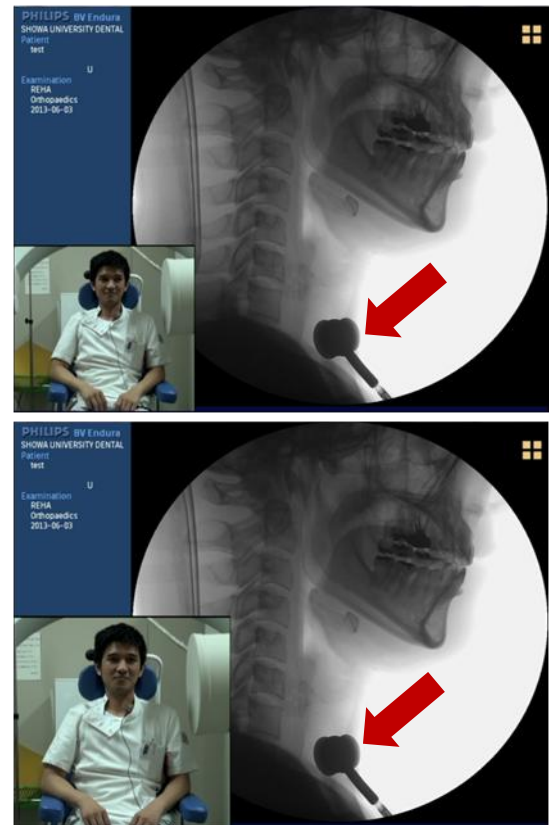 PHILIPS BV Endura
SHOWA UNIVERSITY DENTAL
Patient
test
U
Examination
REHA
Orthopaedics
2013-06-03
PHILIPS BV Endura
SHOWA UNIVERSITY DENTAL
Patient
test
U
Examination
REHA
Orthopaedics
2013-06-03